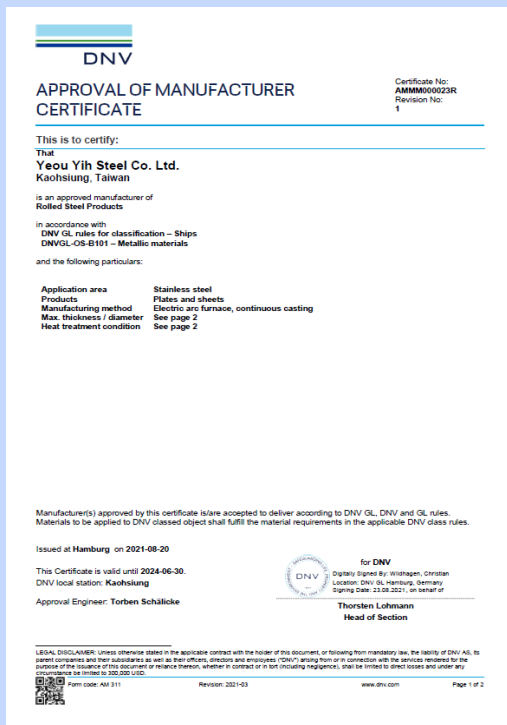 DNV
APPROVAL OF MANUFACTURER
CERTIFICATE
Certificate No:
AMMM000023R
Revision No:
1
This is to certify:
That
Yeou Yih Steel Co. Ltd.
Kaohsiung, Taiwan
is an approved manufacturer of
Rolled Steel Products
in accordance with
DNV GL rules for classification – Ships
DNVGL-OS-B101 – Metallic materials
and the following particulars:
Application area Stainless steel
Products Plates and sheets
Manufacturing method Electric arc furnace, continuous casting
Max. thickness / diameter See page 2
Heat treatment condition See page 2
Manufacturer(s) approved by this certificate is/are accepted to deliver according to DNV GL, DNV and GL rules.
Materials to be applied to DNV classed object shall fulfill the material requirements in the applicable DNV class rules.
Issued at Hamburg on 2021-08-20
This Certificate is valid until 2024-06-30.
DNV local station: Kaohsiung
Approval Engineer: Torben Schälicke
DNV
for DNV
Digitally Signed By: Wildhagen, Christian
Location: DNV GL Hamburg, Germany
Signing Date: 23.08.2021, on behalf of
Thorsten Lohmann
Head of Section
LEGAL DISCLAIMER: Unless otherwise stated in the applicable contract with the holder of this document, or following from mandatory law, the liability of DNV AS, its
parent companies and their subsidiaries as well as their officers, directors and employees ("DNV") arising from or in connection with the services rendered for the
purpose of the issuance of this document or reliance thereon, whether in contract or in tort (including negligence), shall be limited to direct losses and under any
circumstance be limited to 300,000 USD.
Form code: AM 311 Revision: 2021-03 www.dnv.com Page 1 of 2